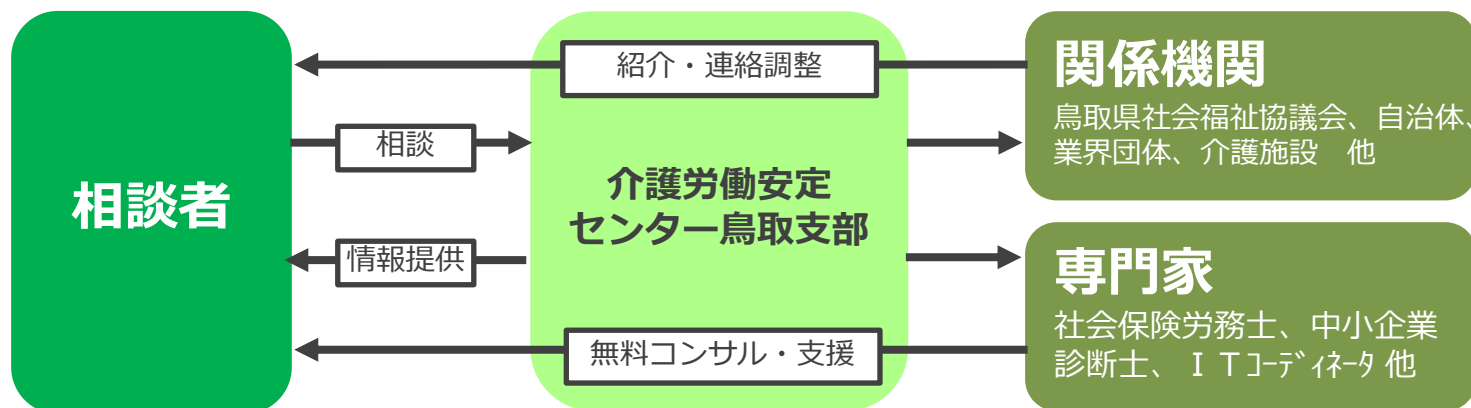 相談者
紹介・連絡調整
相談
情報提供
無料コンサル・支援
介護労働安定
センター鳥取支部
関係機関
鳥取県社会福祉協議会、自治体、
業界団体、介護施設　他
専門家
社会保険労務士、中小企業
診断士、ＩＴｺｰﾃﾞｨﾈｰﾀ 他